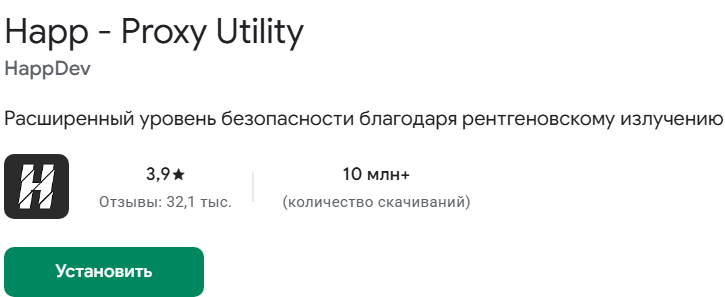 Happ - Proxy Utility
HappDev
Расширенный уровень безопасности благодаря рентгеновскому излучению
3,9★
10 млн+
Отзывы: 32,1 тыс.
(количество скачиваний)
Установить